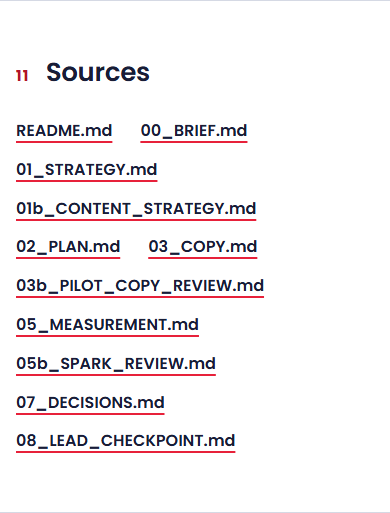 11 Sources
README.md 00_BRIEF.md
01_STRATEGY.md
01b_CONTENT_STRATEGY.md
02_PLAN.md 03_COPY.md
03b_PILOT_COPY_REVIEW.md
05_MEASUREMENT.md
05b_SPARK_REVIEW.md
07_DECISIONS.md
08_LEAD_CHECKPOINT.md